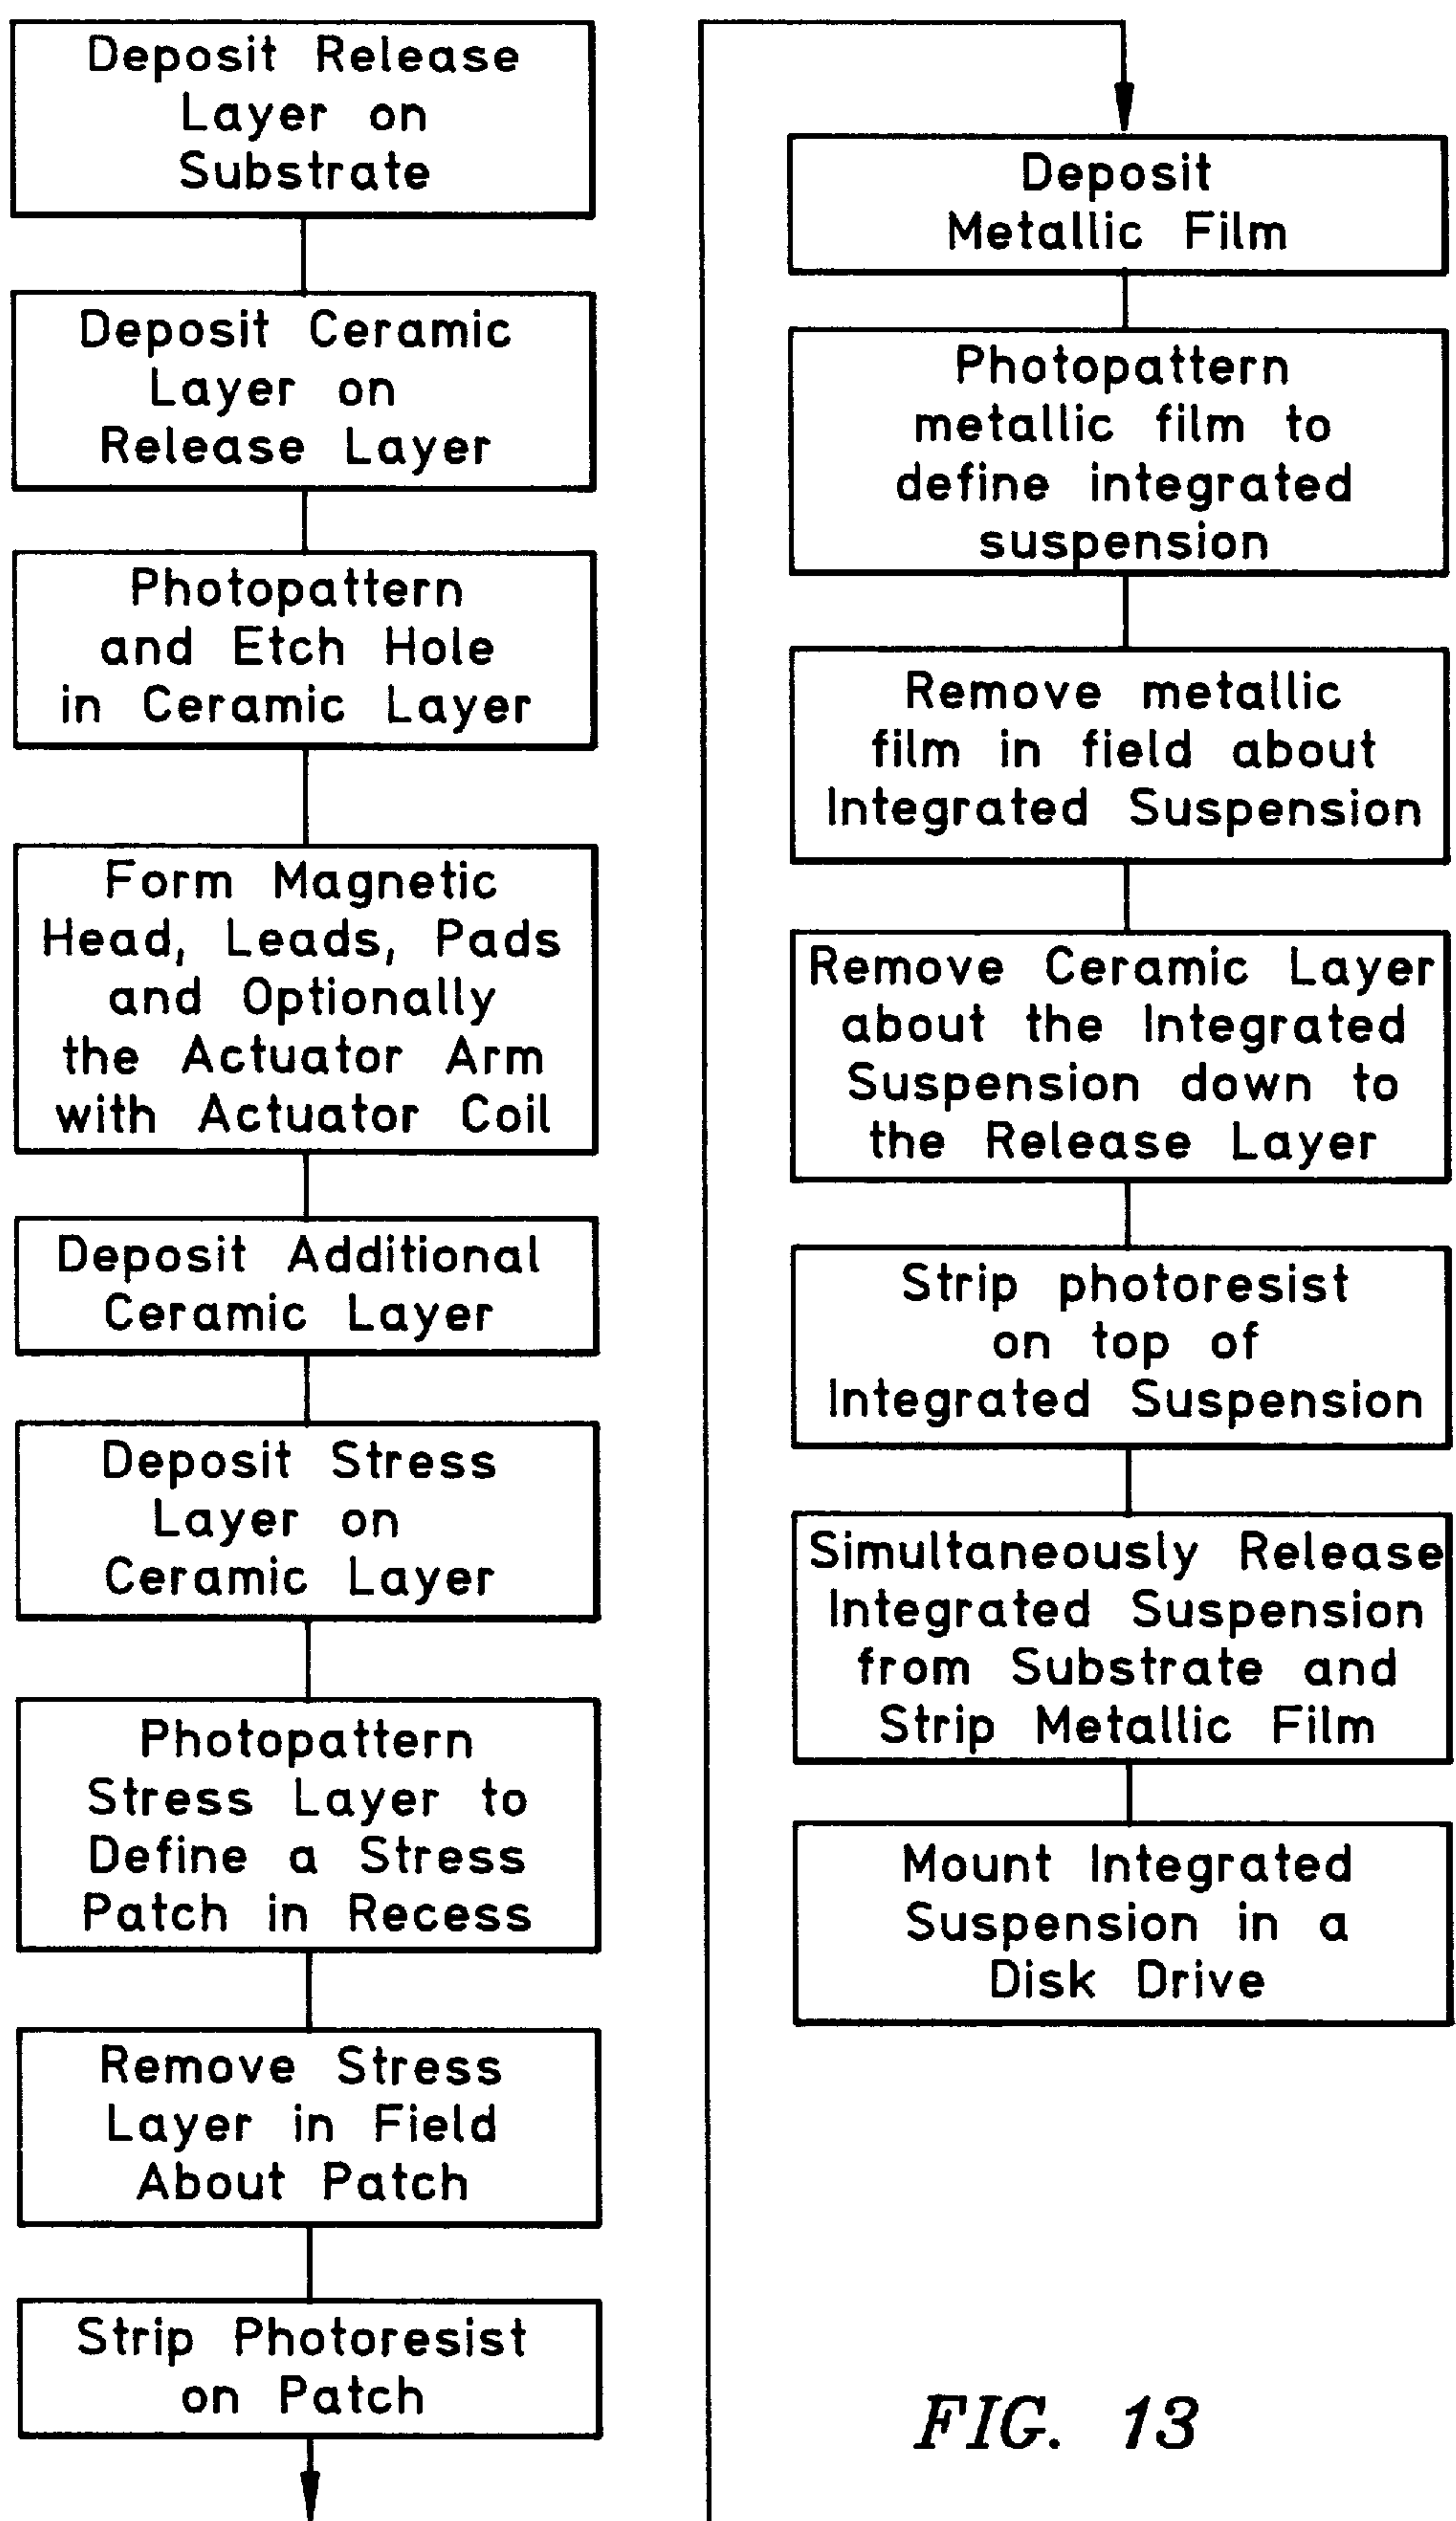 Deposit Release
Layer on
Substrate
Deposit Ceramic
Layer on
Release Layer
Photopattern
and Etch Hole
in Ceramic Layer
Form Magnetic
Head, Leads, Pads
and Optionally
the Actuator Arm
with Actuator Coil
Deposit Additional
Ceramic Layer
Deposit Stress
Layer on
Ceramic Layer
Photopattern
Stress Layer to
Define a Stress
Patch in Recess
Remove Stress
Layer in Field
About Patch
Strip Photoresist
on Patch
Deposit
Metallic Film
Photopattern
metallic film to
define integrated
suspension
Remove metallic
film in field about
Integrated Suspension
Remove Ceramic Layer
about the Integrated
Suspension down to
the Release Layer
Strip photoresist
on top of
Integrated Suspension
Simultaneously Release
Integrated Suspension
from Substrate and
Strip Metallic Film
Mount Integrated
Suspension in a
Disk Drive
FIG. 13